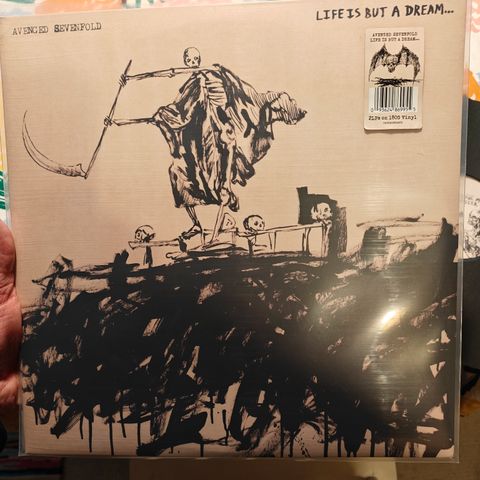 AVENGED SEVENFOLD
LIFE IS BUT A DREAM...
AVENGED SEVENFOLD
LIFE IS BUT A DREAM...
2LPs on 180G Vinyl